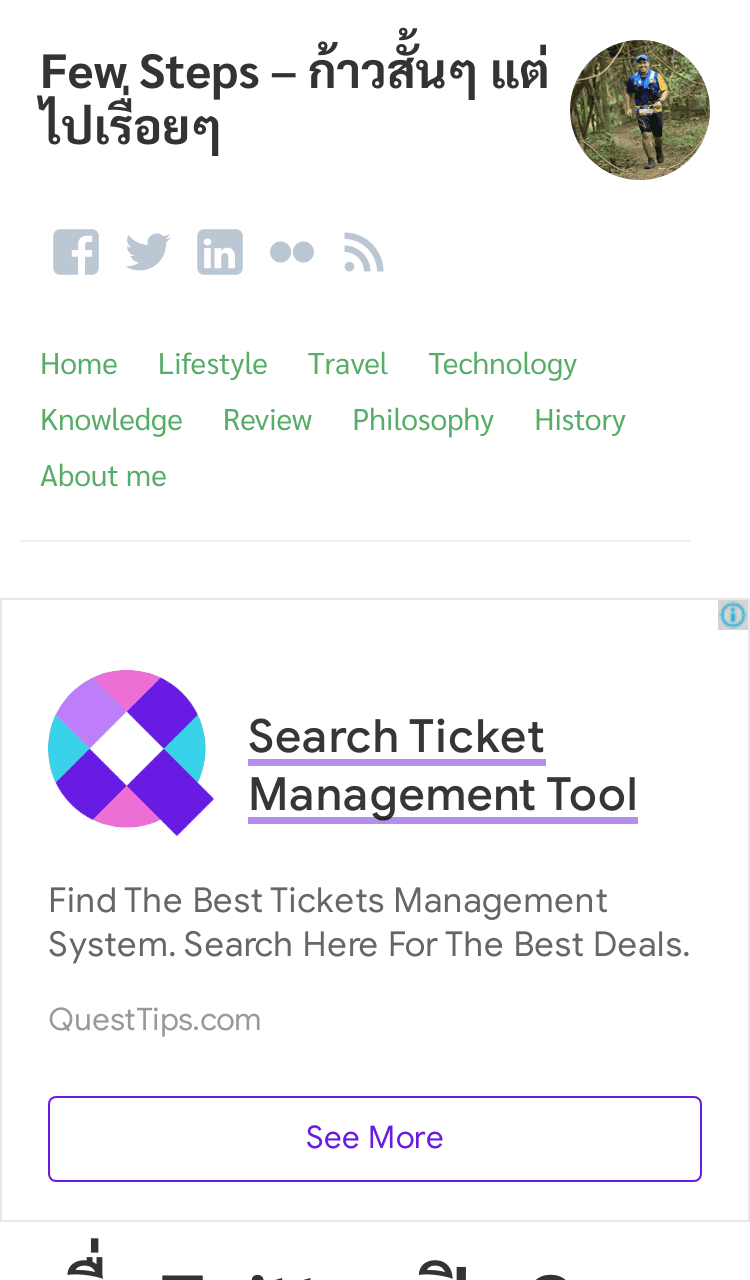 Few Steps – ก้าวสั้นๆ แต่
ไปเรื่อยๆ
Home Lifestyle Travel Technology
Knowledge Review Philosophy History
About me
Search Ticket
Management Tool
Find The Best Tickets Management
System. Search Here For The Best Deals.
QuestTips.com
See More